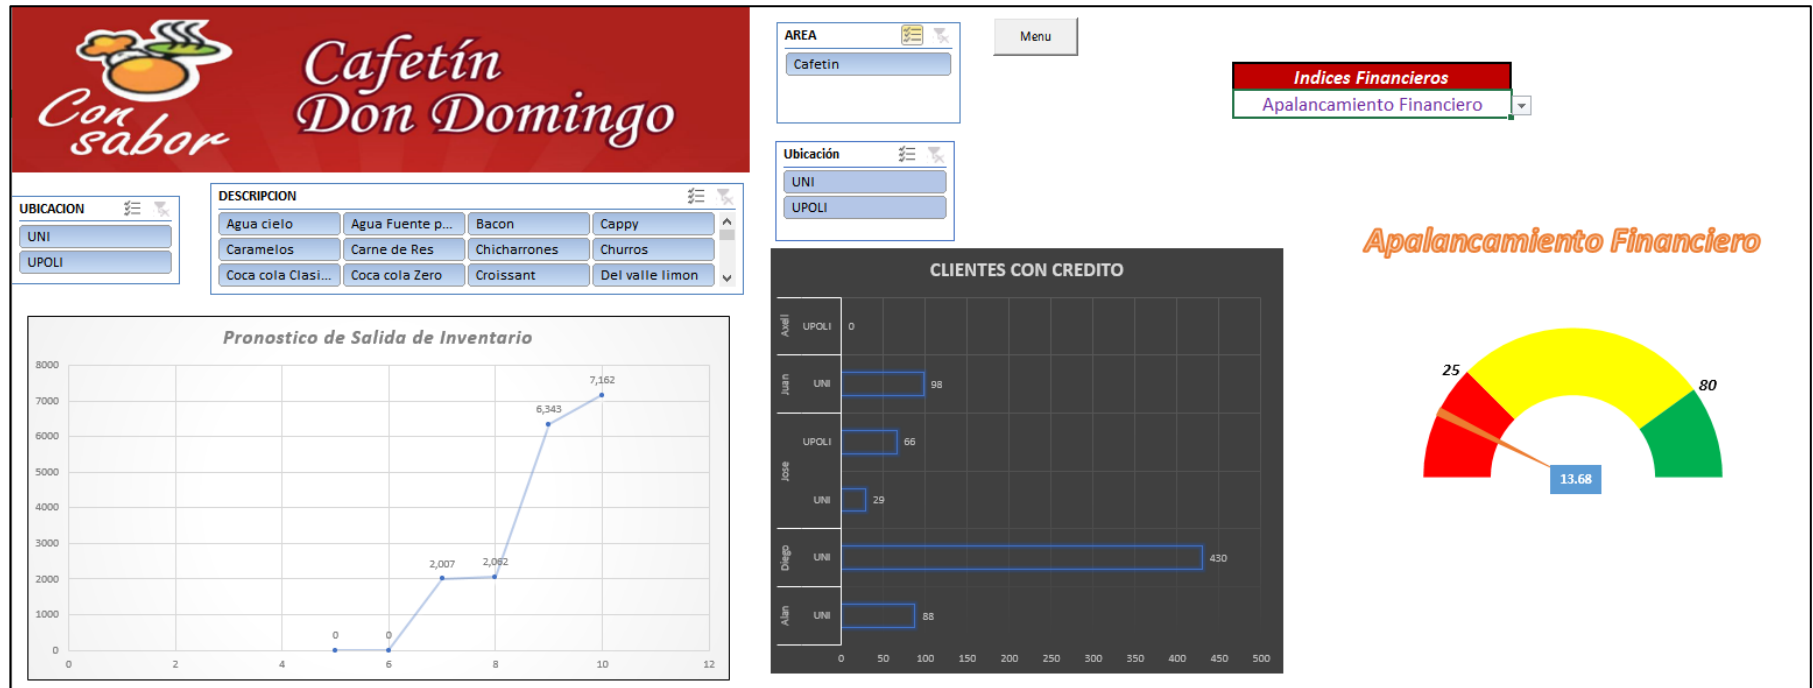 Con
sabor
Cafetín
Don Domingo
UBICACION
UNI
UPOLI
DESCRIPCION
Agua cielo
Agua Fuente p...
Bacon
Cappy
Caramelos
Carne de Res
Chicharrones
Churros
Coca cola Clasi...
Coca cola Zero
Croissant
Del valle limon
Pronostico de Salida de Inventario
8000
7000
6000
5000
4000
3000
2000
1000
0
0
0
2,007
2,062
6,343
7,162
0
2
4
6
8
10
12
AREA
Cafetin
Menu
Ubicación
UNI
UPOLI
CLIENTES CON CREDITO
Axell
UPOLI
0
Juan
UNI
98
Jose
UPOLI
66
UNI
29
Diego
UNI
430
Alan
UNI
88
0
50
100
150
200
250
300
350
400
450
500
Indices Financieros
Apalancamiento Financiero
Apalancamiento Financiero
25
80
13.68